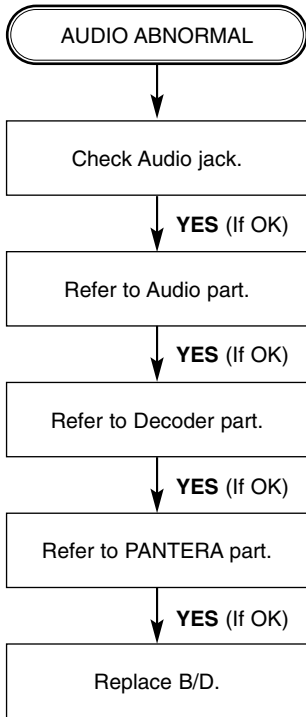 AUDIO ABNORMAL
Check Audio jack.
YES (If OK)
Refer to Audio part.
YES (If OK)
Refer to Decoder part.
YES (If OK)
Refer to PANTERA part.
YES (If OK)
Replace B/D.